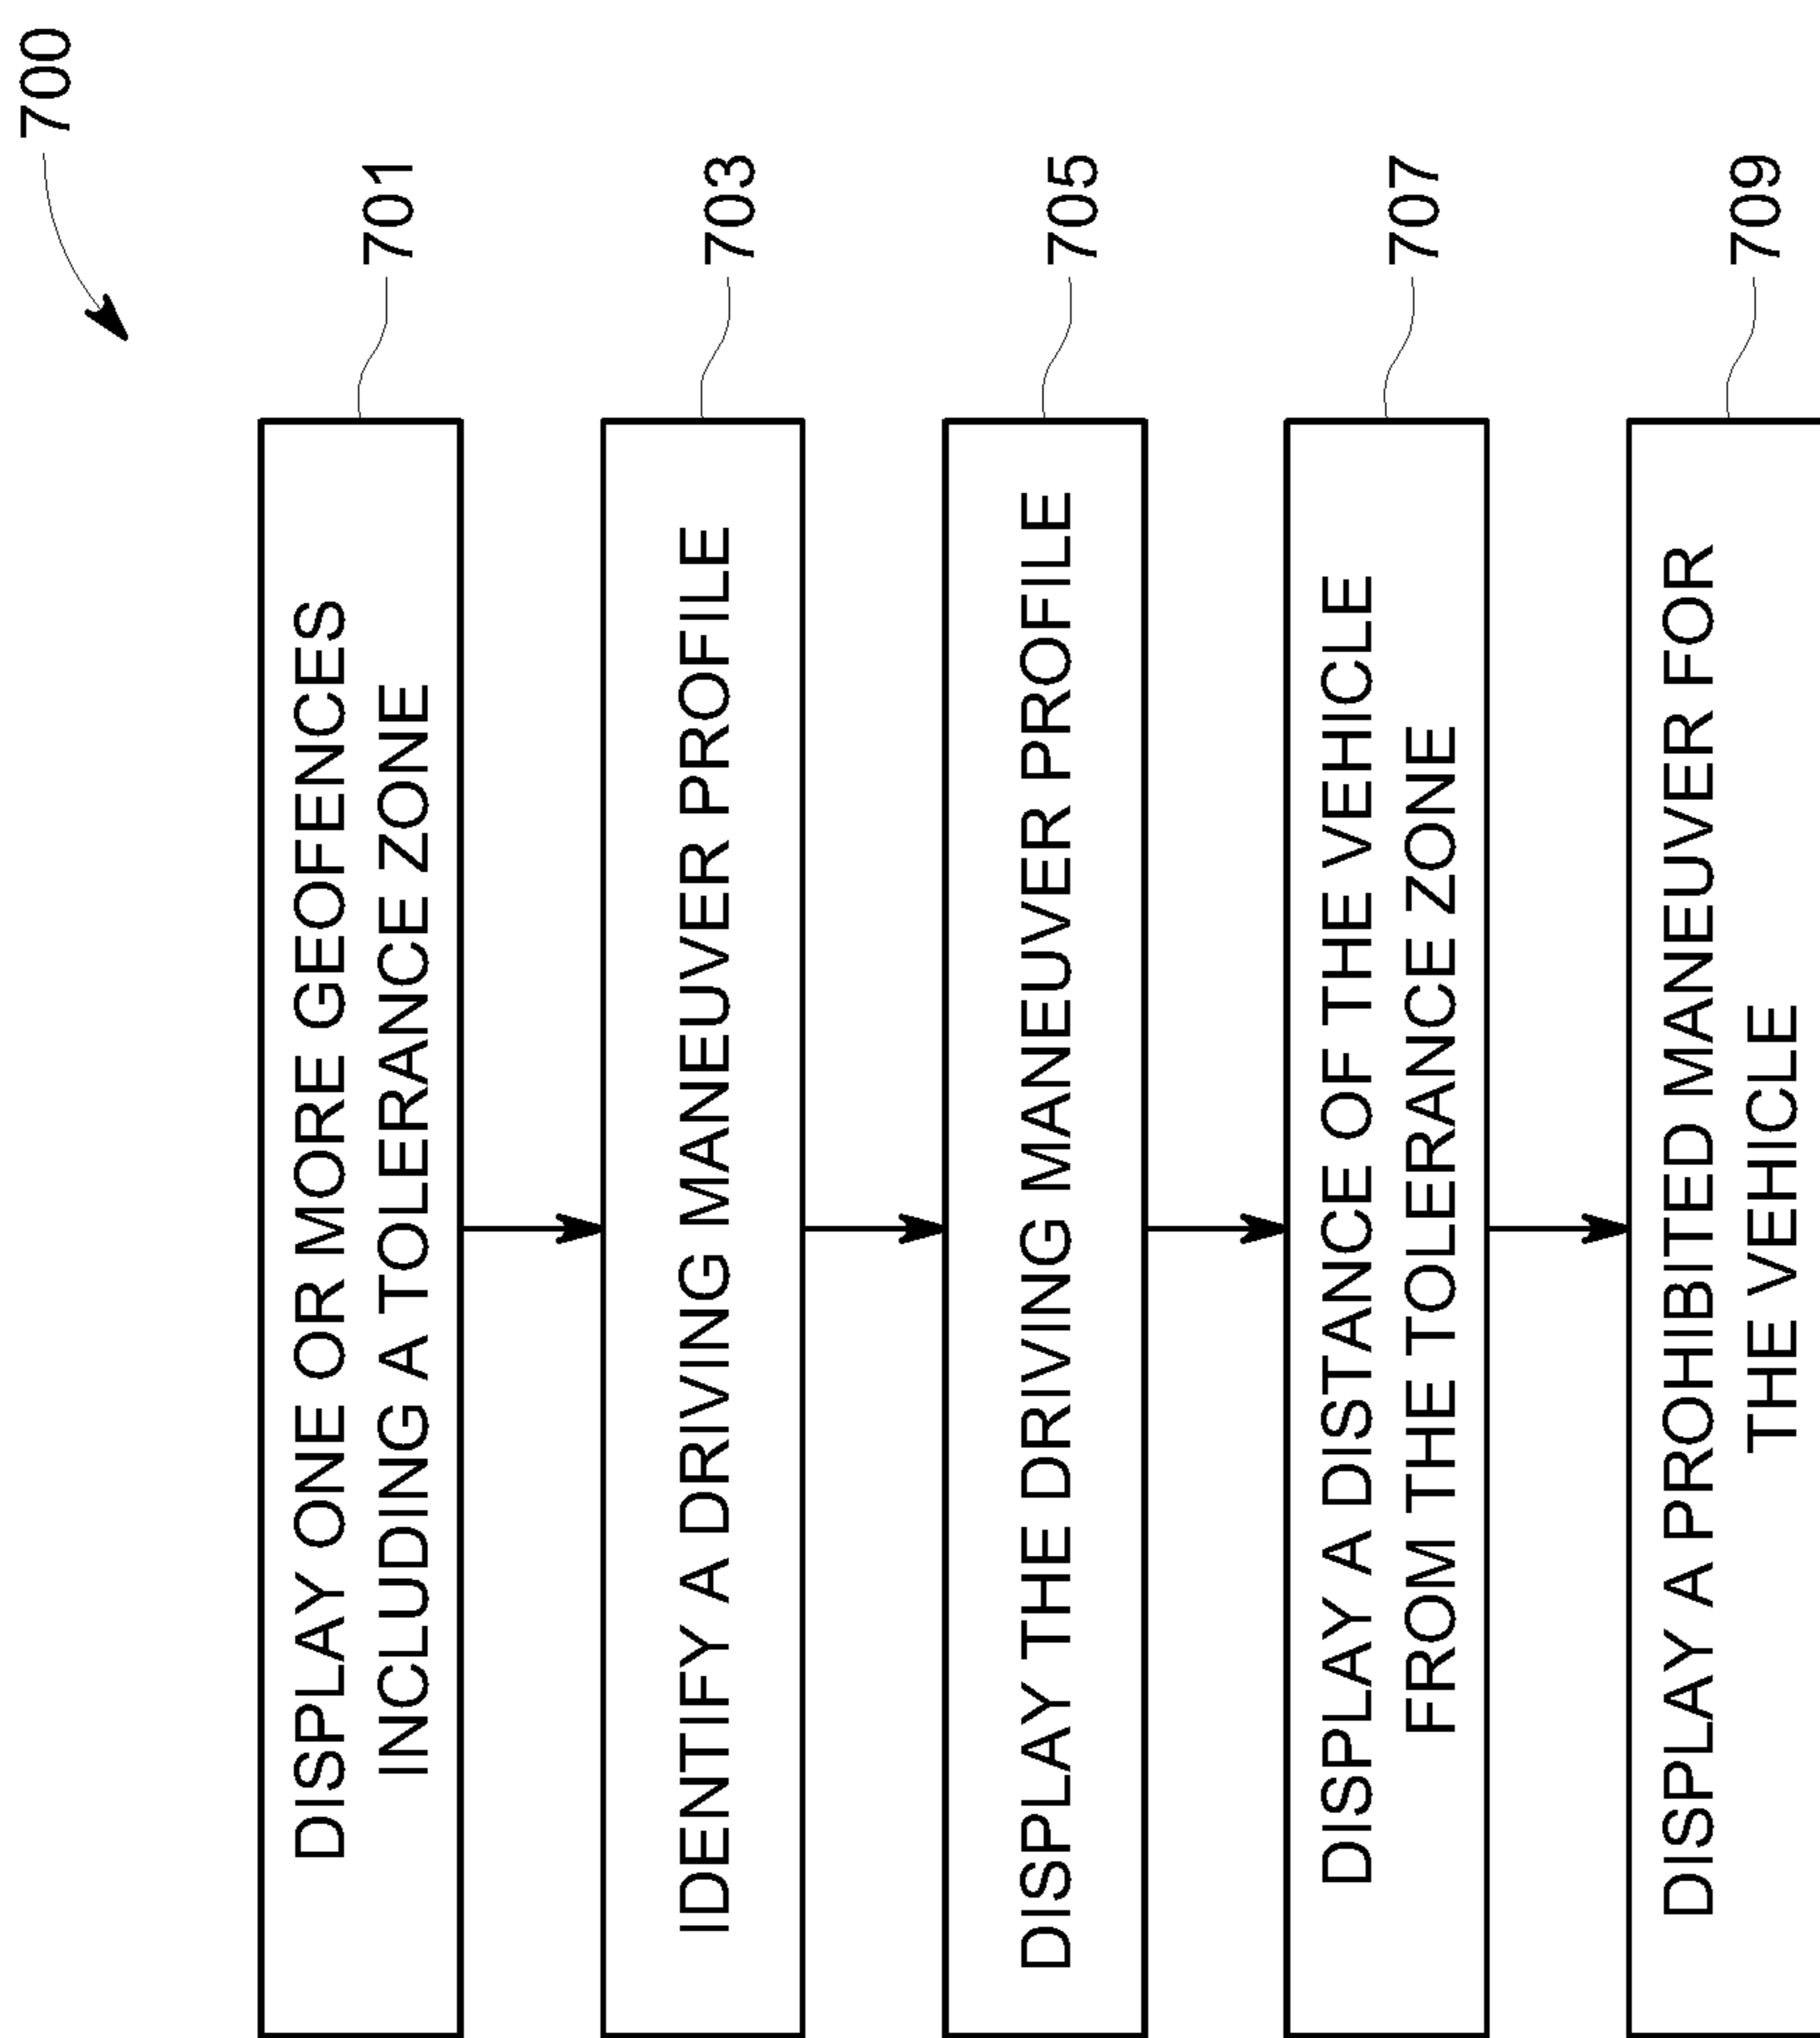 700
DISPLAY ONE OR MORE GEOFENCES
INCLUDING A TOLERANCE ZONE
701
IDENTIFY A DRIVING MANEUVER PROFILE
703
DISPLAY THE DRIVING MANEUVER PROFILE
705
DISPLAY A DISTANCE OF THE VEHICLE
FROM THE TOLERANCE ZONE
707
DISPLAY A PROHIBITED MANEUVER FOR
THE VEHICLE
709